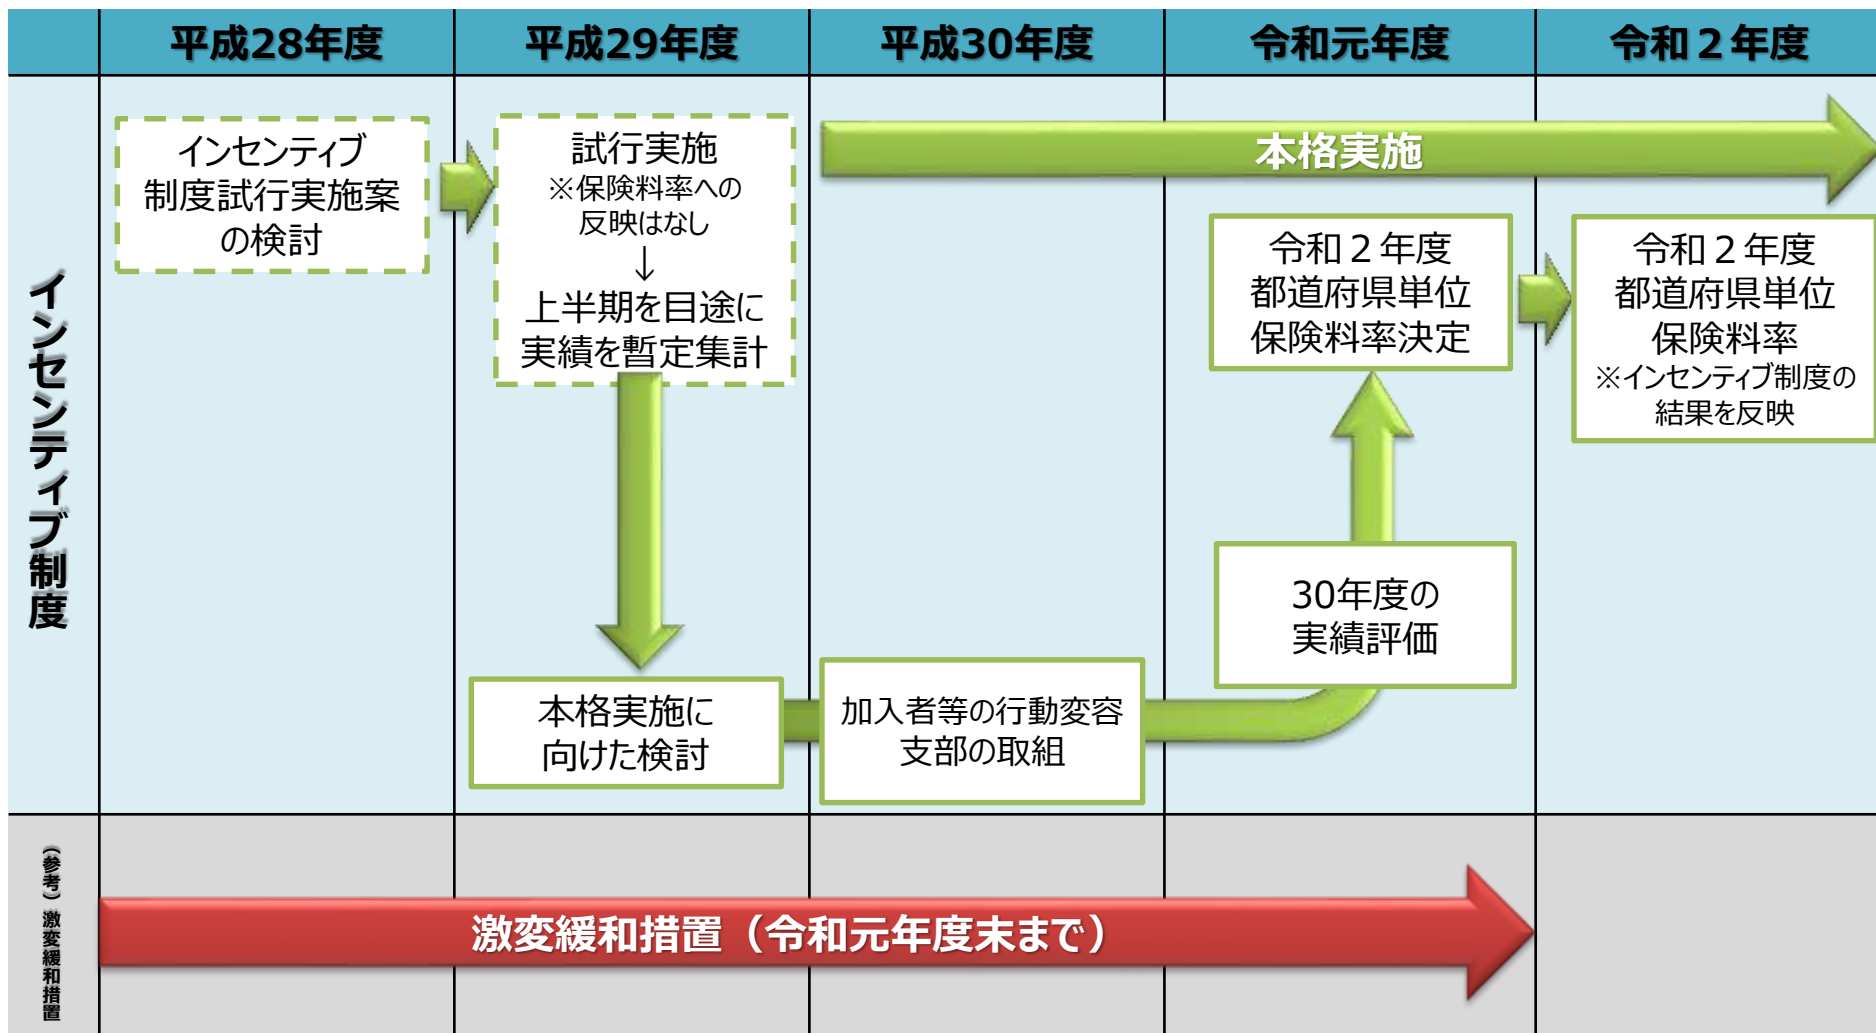 平成28年度
平成29年度
平成30年度
令和元年度
令和２年度
インセンティブ制度
インセンティブ
制度試行実施案
の検討
試行実施
※保険料率への
反映はなし
↓
上半期を目途に
実績を暫定集計
本格実施に
向けた検討
本格実施
加入者等の行動変容
支部の取組
令和２年度
都道府県単位
保険料率決定
30年度の
実績評価
令和２年度
都道府県単位
保険料率
※インセンティブ制度の
結果を反映
（参考）激変緩和措置
激変緩和措置（令和元年度末まで）